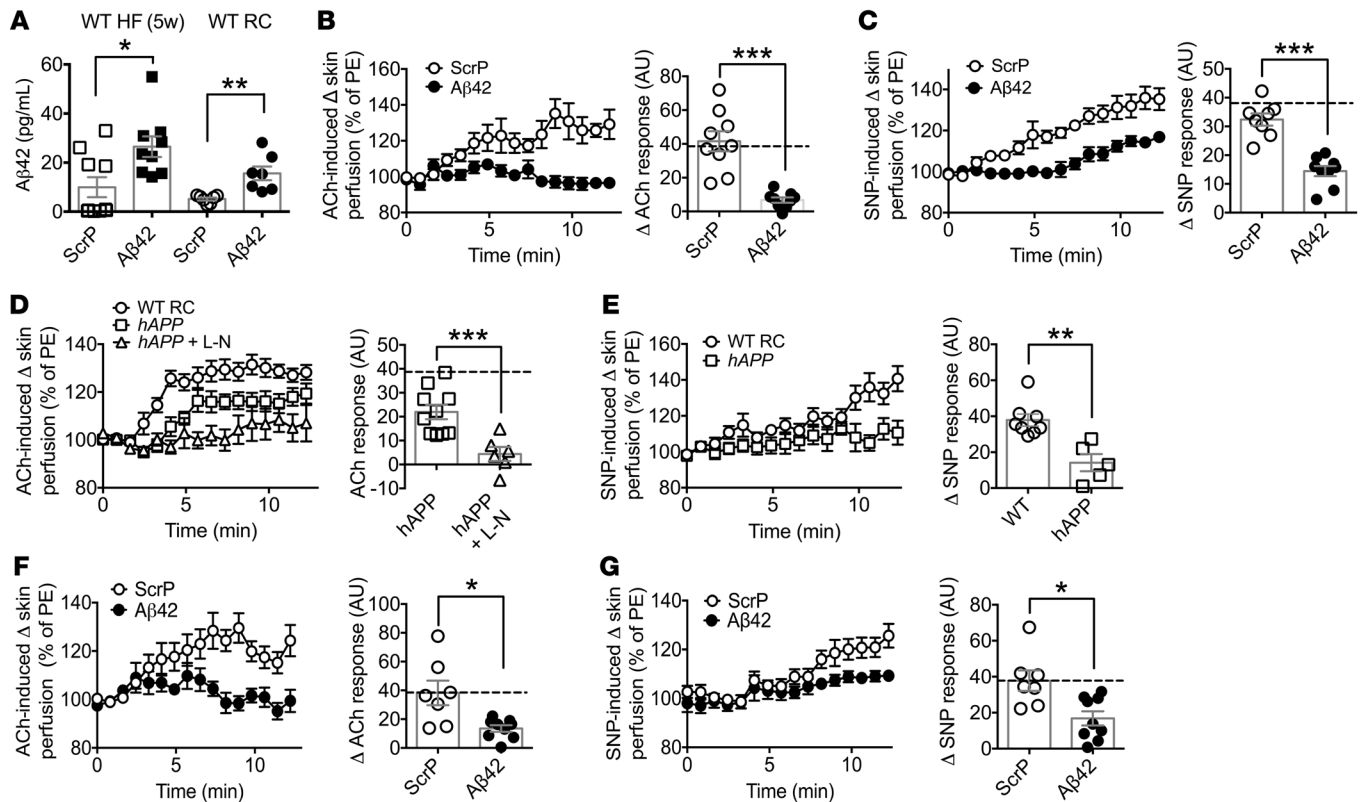 A
WT HF (5w) WT RC
* **
Aβ42 (pg/mL)
60
40
20
0
ScrP
Aβ42
ScrP
Aβ42
B
ACh-induced Δ skin
perfusion (% of PE)
ScrP
Aβ42
160
140
120
100
80
0 5 10
Time (min)
Δ ACh response (AU)
***
80
60
40
20
0
ScrP
Aβ42
C
SNP-induced Δ skin
perfusion (% of PE)
ScrP
Aβ42
140
120
100
80
0 5 10
Time (min)
Δ SNP response (AU)
***
50
40
30
20
10
0
ScrP
Aβ42
D
ACh-induced Δ skin
perfusion (% of PE)
WT RC
hAPP
hAPP + L-N
140
120
100
80
0 5 10
Time (min)
Δ ACh response (AU)
***
50
40
30
20
10
0
-10
hAPP
hAPP
+ L-N
E
SNP-induced Δ skin
perfusion (% of PE)
WT RC
hAPP
160
140
120
100
80
0 5 10
Time (min)
Δ SNP response (AU)
**
80
60
40
20
0
WT
hAPP
F
ACh-induced Δ skin
perfusion (% of PE)
ScrP
Aβ42
140
120
100
80
0 5 10
Time (min)
Δ ACh response (AU)
*
100
80
60
40
20
0
ScrP
Aβ42
G
SNP-induced Δ skin
perfusion (% of PE)
ScrP
Aβ42
140
120
100
80
0 5 10
Time (min)
Δ SNP response (AU)
*
80
60
40
20
0
ScrP
Aβ42